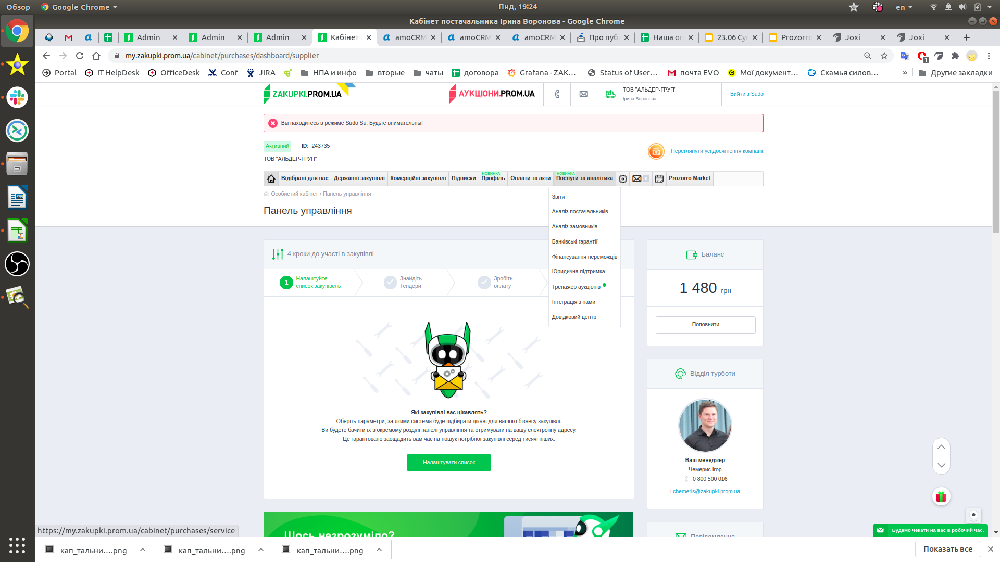 Обзор
Google Chrome
Пнд, 19:24
en
Кабінет постачальника Ірина Воронова - Google Chrome
Admin
Admin
Admin
Кабінет
amoCRM
amoCRM
amoCRM
Про пуб
Наша оп
23.06 Су
Prozorro
Joxi
Joxi
my.zakupki.prom.ua/cabinet/purchases/dashboard/supplier
1
Portal
IT HelpDesk
OfficeDesk
Conf
JIRA
НПА и инфо
вторые
чаты
договора
Grafana - ZAK…
Status of User…
почта EVO
Мої документ…
Скамья силов…
»
Другие закладки
ZAKUPKI.PROM.UA
АУКЦІОНИ.PROM.UA
ТОВ "АЛЬДЕР-ГРУП"
Ірина Воронова
Вийти з Sudo
Вы находитесь в режиме Sudo Su. Будьте внимательны!
Активний
ID: 243735
Переглянути усі досягнення компанії
ТОВ "АЛЬДЕР-ГРУП"
Відібрані для вас
Державні закупівлі
Комерційні закупівлі
Підписки
НОВИНКА
Профіль
Оплати та акти
НОВИНКА
Послуги та аналітика
0
Prozorro Market
Особистий кабінет › Панель управління
Панель управління
Звіти
Аналіз постачальників
Аналіз замовників
Банківські гарантії
Фінансування переможців
Юридична підтримка
Тренажер аукціонів
Інтеграція з нами
Довідковий центр
4 кроки до участі в закупівлі
1
Налаштуйте
список закупівель
Знайдіть
Тендери
Зробіть
оплату
Які закупівлі вас цікавлять?
Оберіть параметри, за якими система буде підбирати цікаві для вашого бізнесу закупівлі.
Ви будете бачити їх в окремому розділі панелі управління та отримувати на вашу електронну адресу.
Це гарантовано заощадить вам час на пошук потрібної закупівлі серед тисячі інших.
Налаштувати список
Баланс
1 480 грн
Поповнити
Відділ турботи
Ваш менеджер
Чемерис Ігор
0 800 500 016
i.chemeris@zakupki.prom.ua
Щось незрозуміло?
Повідомлення
Будемо чекати на вас в робочий час.
https://my.zakupki.prom.ua/cabinet/purchases/service
кап_тальни….png
кап_тальни….png
кап_тальни….png
Показать все